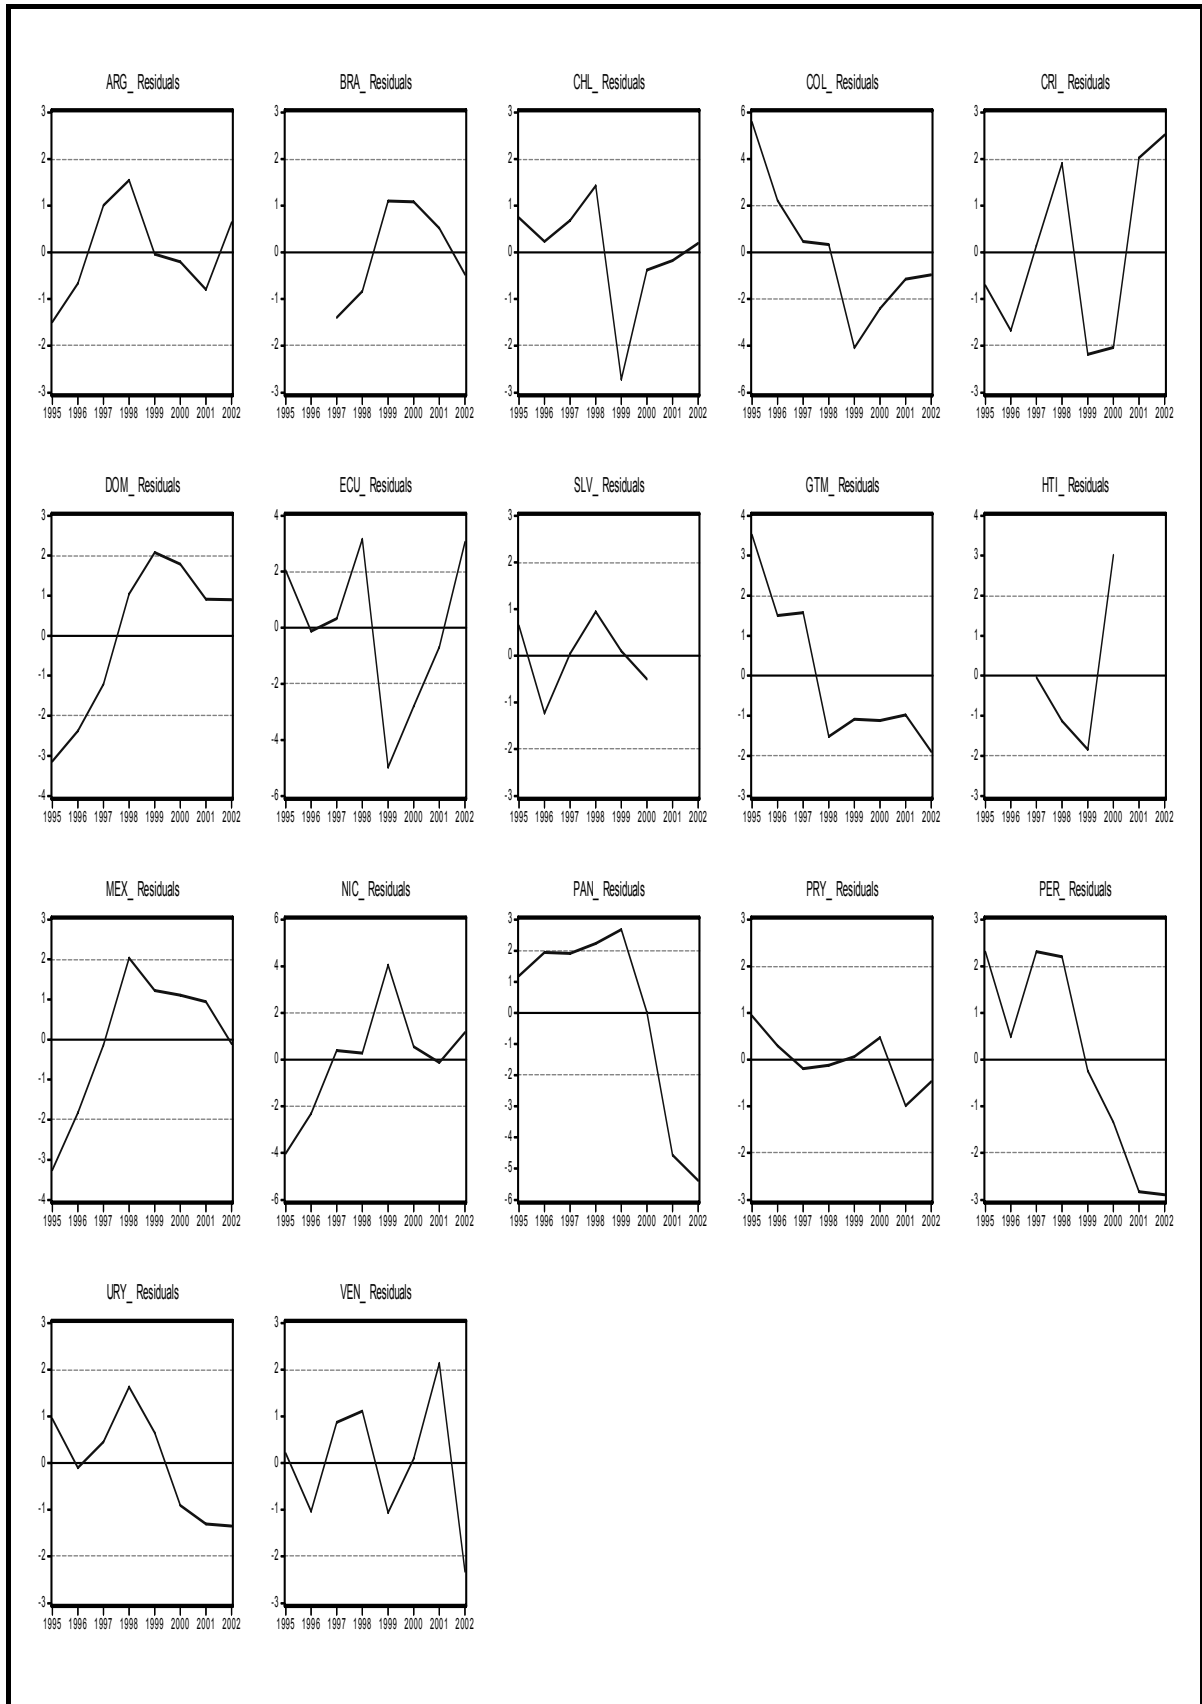 ARG_ Residuals BRA_ Residuals CHL_ Residuals COL_ Residuals CRI_ Residuals
3 3 3 6 3
2 2 2 4 2
1 1 1 2 1
0 0 0 0 0
-1 -1 -1 -2 -1
-2 -2 -2 -4 -2
-3 -3 -3 -6 -3
1995 1996 1997 1998 1999 2000 2001 2002 1995 1996 1997 1998 1999 2000 2001 2002 1995 1996 1997 1998 1999 2000 2001 2002 1995 1996 1997 1998 1999 2000 2001 2002 1995 1996 1997 1998 1999 2000 2001 2002
DOM_ Residuals ECU_ Residuals SLV_ Residuals GTM_ Residuals HTI_ Residuals
3 4 3 4 4
2 2 2 3 3
1 0 1 2 2
0 -2 0 1 1
-1 -4 -1 0 0
-2 -6 -2 -1 -1
-3 -3 -2 -2
-4 -3 -3
1995 1996 1997 1998 1999 2000 2001 2002 1995 1996 1997 1998 1999 2000 2001 2002 1995 1996 1997 1998 1999 2000 2001 2002 1995 1996 1997 1998 1999 2000 2001 2002 1995 1996 1997 1998 1999 2000 2001 2002
MEX_ Residuals NIC_ Residuals PAN_ Residuals PRY_ Residuals PER_ Residuals
3 6 3 3 3
2 4 2 2 2
1 2 1 1 1
0 0 0 0 0
-1 -2 -1 -1 -1
-2 -4 -2 -2 -2
-3 -6 -3 -3 -3
-4 -4
-5
-6
1995 1996 1997 1998 1999 2000 2001 2002 1995 1996 1997 1998 1999 2000 2001 2002 1995 1996 1997 1998 1999 2000 2001 2002 1995 1996 1997 1998 1999 2000 2001 2002 1995 1996 1997 1998 1999 2000 2001 2002
URY_ Residuals VEN_ Residuals
3 3
2 2
1 1
0 0
-1 -1
-2 -2
-3 -3
1995 1996 1997 1998 1999 2000 2001 2002 1995 1996 1997 1998 1999 2000 2001 2002